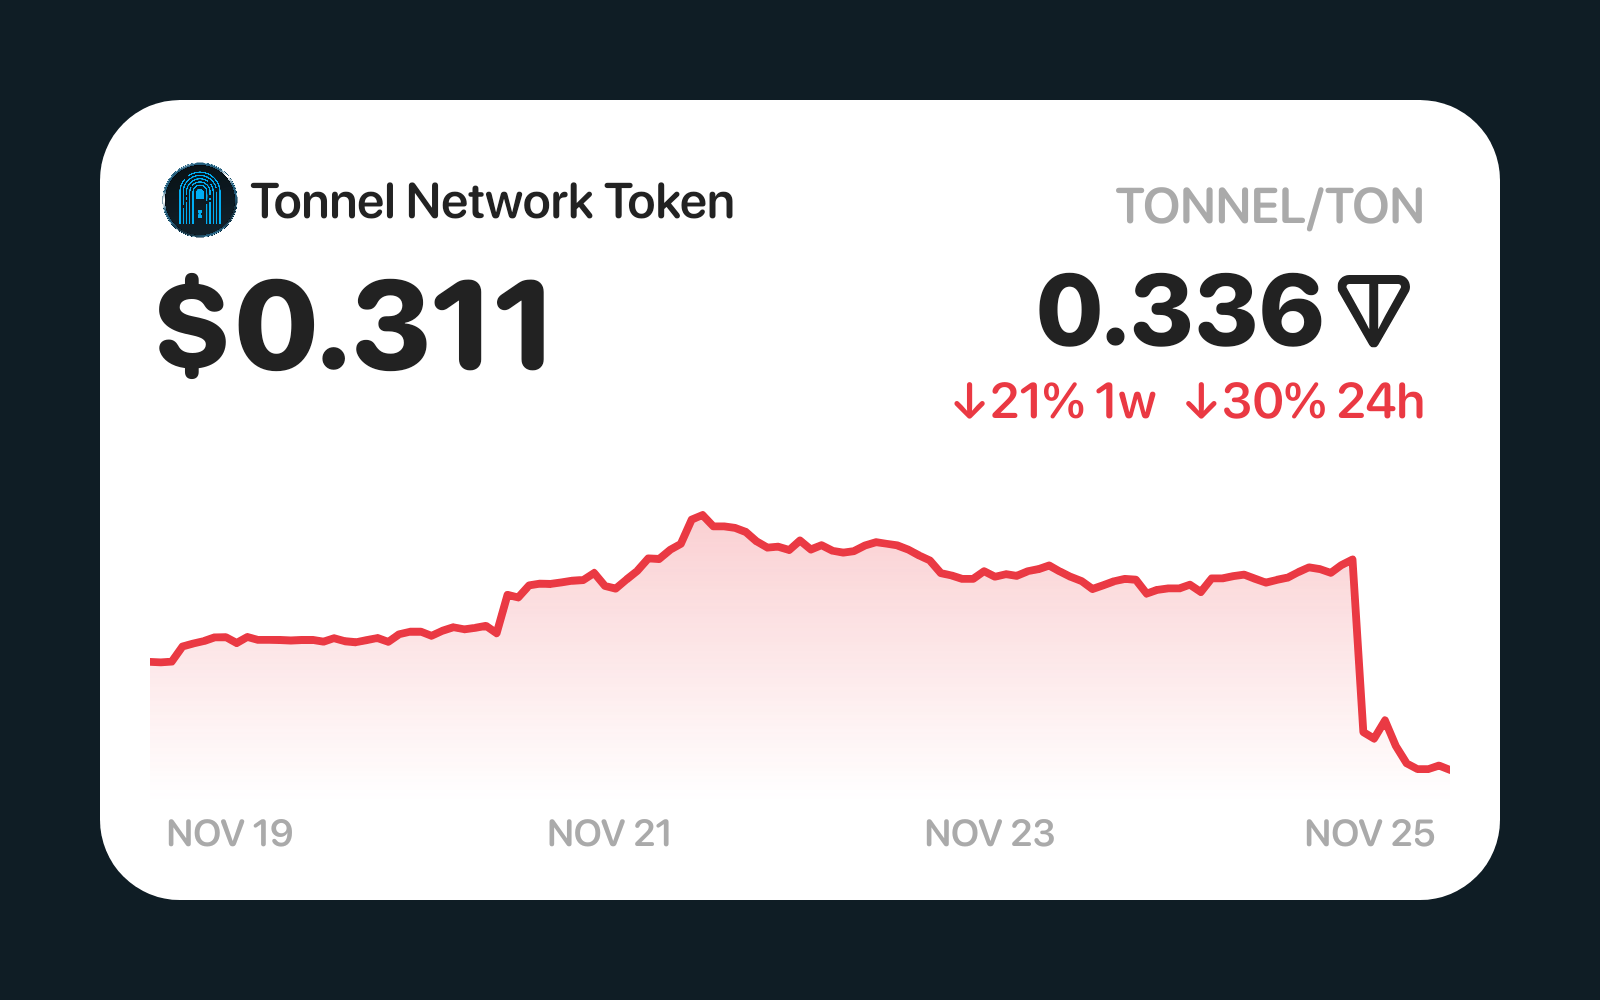 Tonnel Network Token
TONNEL/TON
$0.311
0.336
↓21% 1w ↓30% 24h
NOV 19 NOV 21 NOV 23 NOV 25